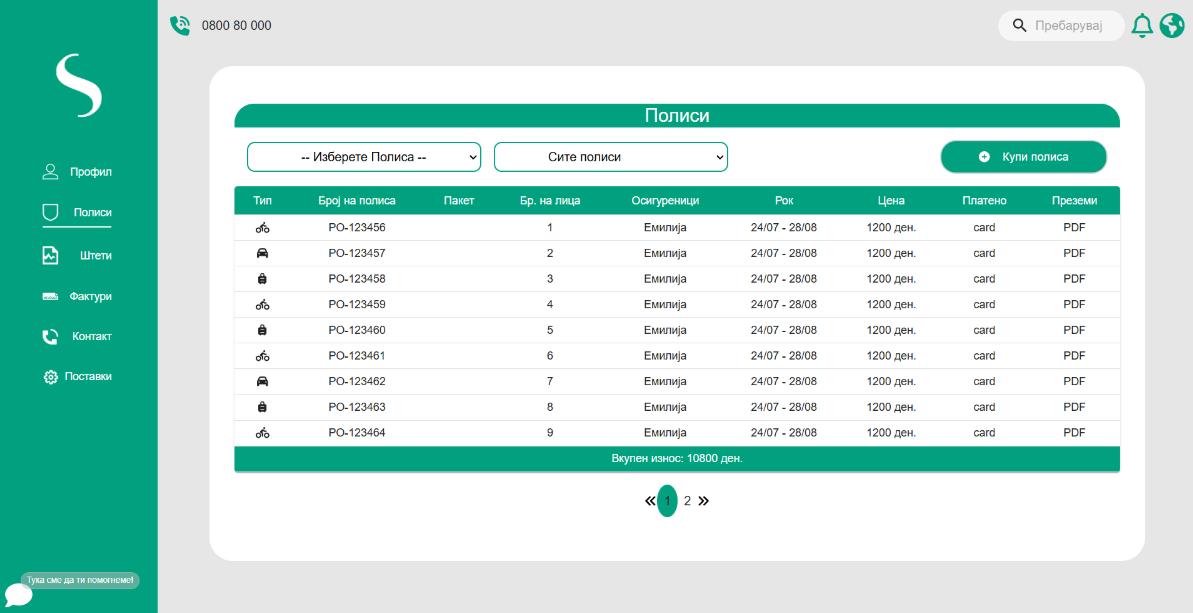 0800 80 000
Пребарувај
Профил
Полиси
Штети
Фактури
Контакт
Поставки
Тука сме да ти помогнеме!
Полиси
-- Изберете Полиса --
Сите полиси
Купи полиса
Тип Број на полиса Пакет Бр. на лица Осигуреници Рок Цена Платено Преземи
PO-123456 1 Емилија 24/07 - 28/08 1200 ден. card PDF
PO-123457 2 Емилија 24/07 - 28/08 1200 ден. card PDF
PO-123458 3 Емилија 24/07 - 28/08 1200 ден. card PDF
PO-123459 4 Емилија 24/07 - 28/08 1200 ден. card PDF
PO-123460 5 Емилија 24/07 - 28/08 1200 ден. card PDF
PO-123461 6 Емилија 24/07 - 28/08 1200 ден. card PDF
PO-123462 7 Емилија 24/07 - 28/08 1200 ден. card PDF
PO-123463 8 Емилија 24/07 - 28/08 1200 ден. card PDF
PO-123464 9 Емилија 24/07 - 28/08 1200 ден. card PDF
Вкупен износ: 10800 ден.
1 2